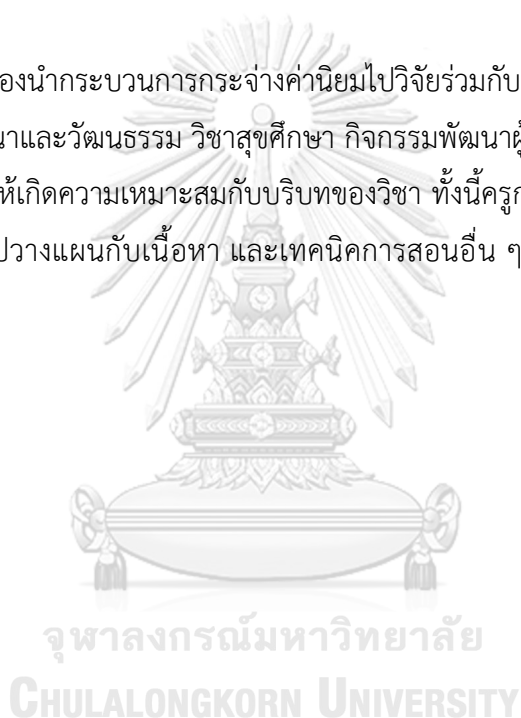 องนำกระบวนการกระจ่างค่านิยมไปวิจัยร่วมกับ
นาและวัฒนธรรม วิชาสุขศึกษา กิจกรรมพัฒนาผู้
ห้เกิดความเหมาะสมกับบริบทของวิชา ทั้งนี้ครูก
ปวางแผนกับเนื้อหา และเทคนิคการสอนอื่น ๆ
จุฬาลงกรณ์มหาวิทยาลัย
CHULALONGKORN UNIVERSITY